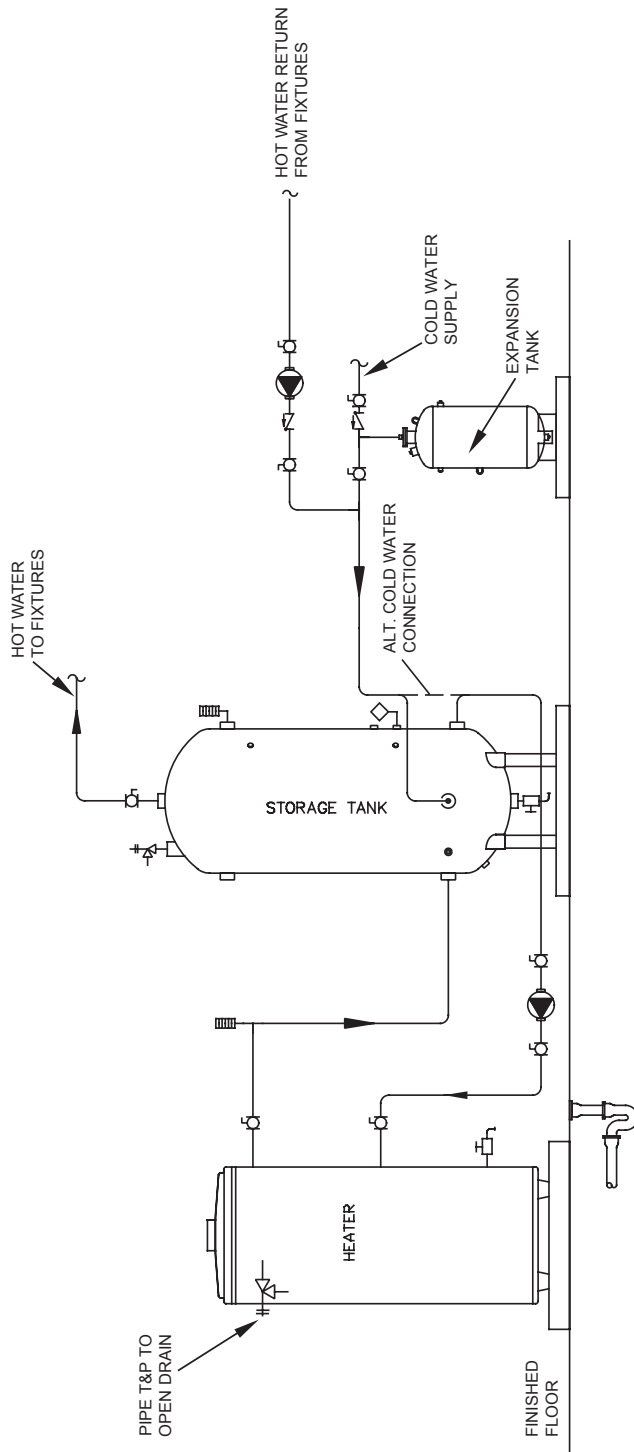 PIPE T&P TO
OPEN DRAIN
HEATER
FINISHED
FLOOR
HOT WATER
TO FIXTURES
STORAGE TANK
ALT. COLD WATER
CONNECTION
HOT WATER RETURN
FROM FIXTURES
COLD WATER
SUPPLY
EXPANSION
TANK